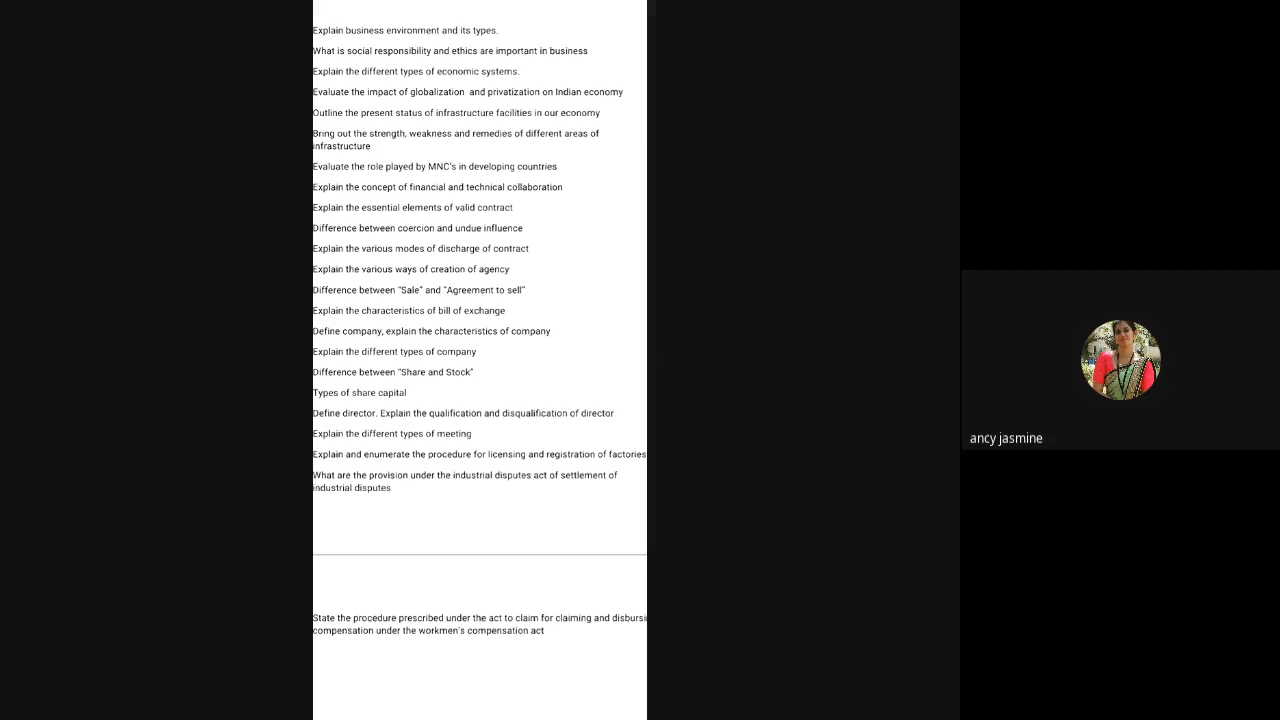 Explain business environment and its types.
What is social responsibility and ethics are important in business
Explain the different types of economic systems.
Evaluate the impact of globalization  and privatization on Indian economy
Outline the present status of infrastructure facilities in our economy
Bring out the strength, weakness and remedies of different areas of
infrastructure
Evaluate the role played by MNC's in developing countries
Explain the concept of financial and technical collaboration
Explain the essential elements of valid contract
Difference between coercion and undue influence
Explain the various modes of discharge of contract
Explain the various ways of creation of agency
Difference between “Sale” and “Agreement to sell”
Explain the characteristics of bill of exchange
Define company, explain the characteristics of company
Explain the different types of company
Difference between “Share and Stock”
Types of share capital
Define director. Explain the qualification and disqualification of director
Explain the different types of meeting
Explain and enumerate the procedure for licensing and registration of factories
What are the provision under the industrial disputes act of settlement of
industrial disputes
State the procedure prescribed under the act to claim for claiming and disbursi
compensation under the workmen's compensation act
ancy jasmine